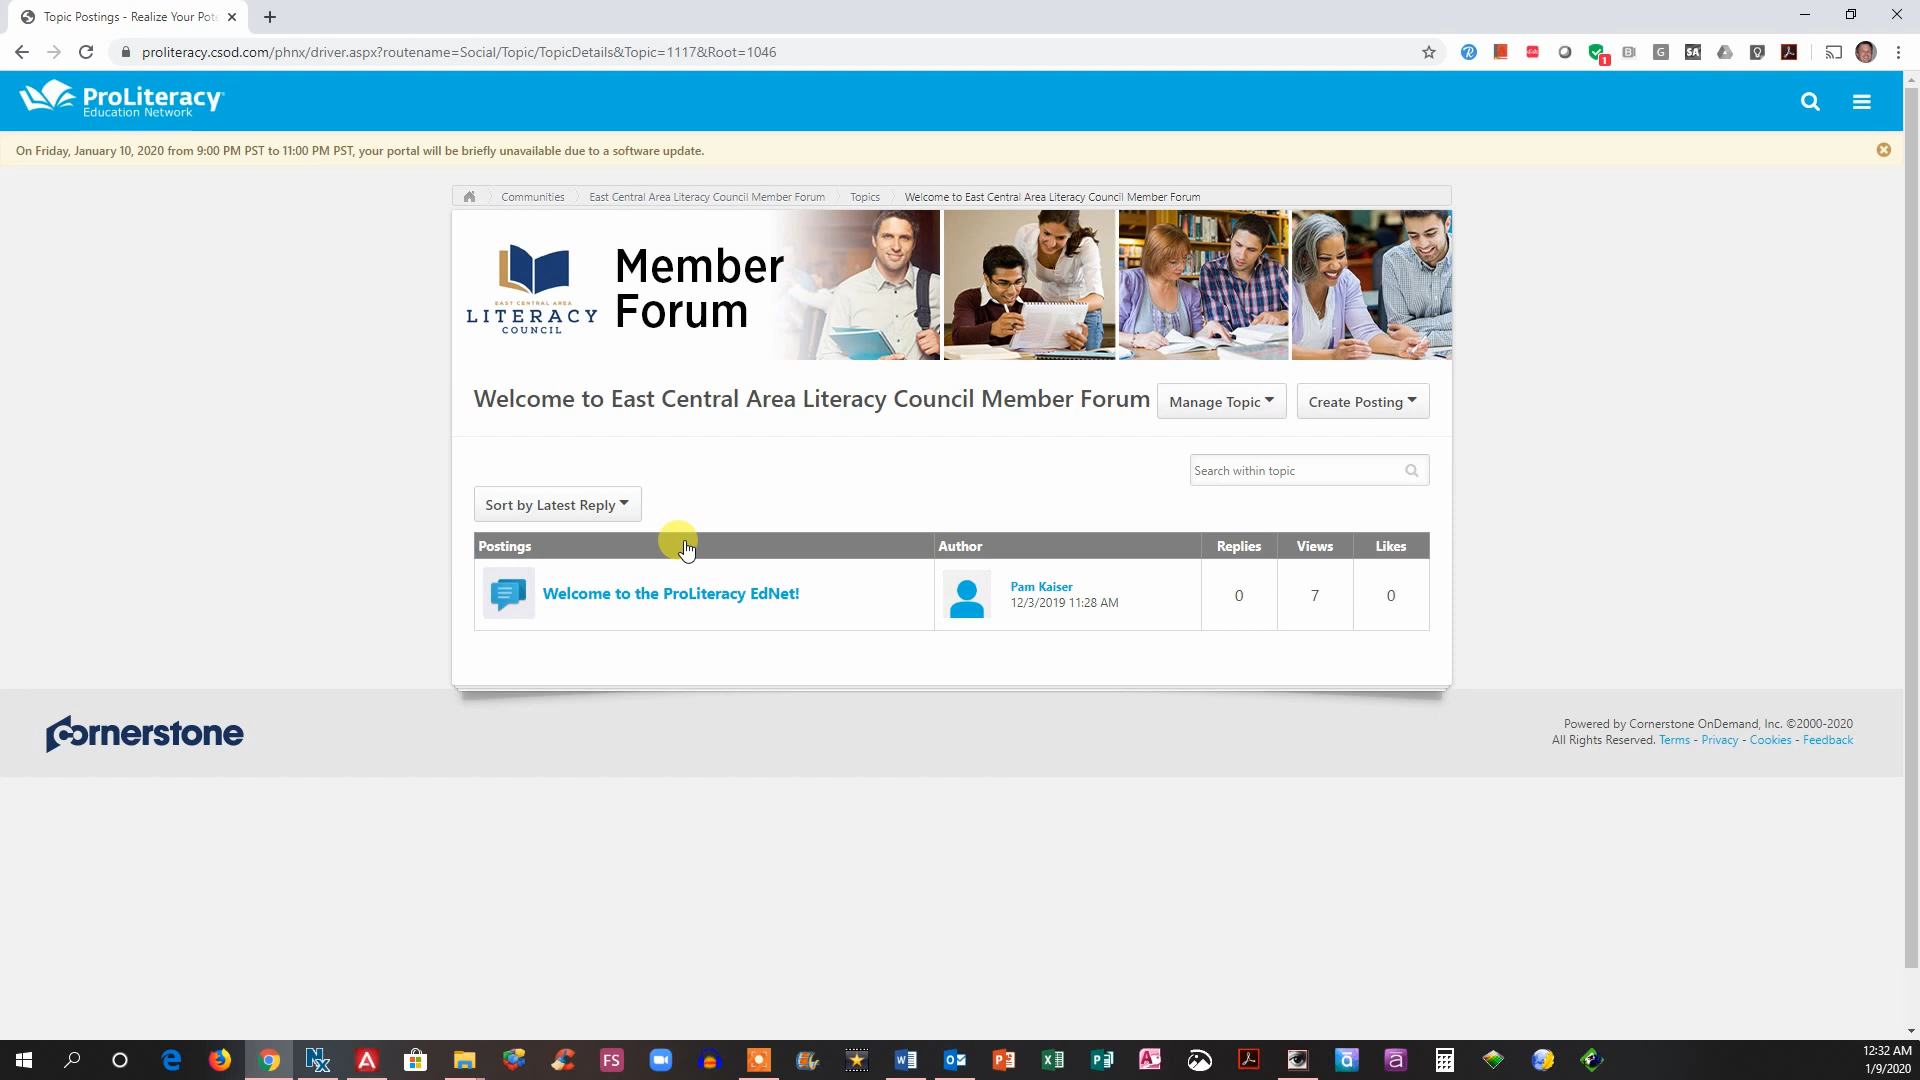 Topic Postings - Realize Your Pot
proliteracy.csod.com/phnx/driver.aspx?routename=Social/Topic/TopicDetails&Topic=1117&Root=1046
ProLiteracy
Education Network
On Friday, January 10, 2020 from 9:00 PM PST to 11:00 PM PST, your portal will be briefly unavailable due to a software update.
Communities East Central Area Literacy Council Member Forum Topics Welcome to East Central Area Literacy Council Member Forum
EAST CENTRAL AREA
LITERACY
COUNCIL
Member
Forum
Welcome to East Central Area Literacy Council Member Forum
Manage Topic
Create Posting
Search within topic
Sort by Latest Reply
Postings Author Replies Views Likes
Welcome to the ProLiteracy EdNet!
Pam Kaiser
12/3/2019 11:28 AM
0 7 0
Cornerstone
Powered by Cornerstone OnDemand, Inc. ©2000-2020
All Rights Reserved. Terms - Privacy - Cookies - Feedback
12:32 AM
1/9/2020